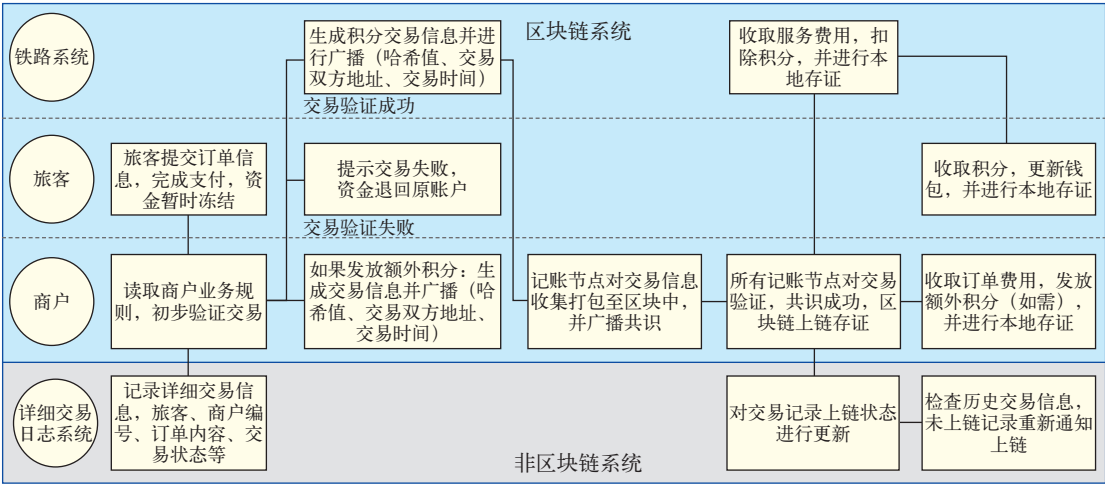 区块链系统
铁路系统
生成积分交易信息并进
行广播（哈希值、交易
双方地址、交易时间）
收取服务费用，扣
除积分，并进行本
地存证
交易验证成功
旅客
旅客提交订单信
息，完成支付，资
金暂时冻结
提示交易失败，
资金退回原账户
收取积分，更新钱
包，并进行本地存证
交易验证失败
商户
读取商户业务规
则，初步验证交易
如果发放额外积分：生
成交易信息并广播（哈
希值、交易双方地址、
交易时间）
记账节点对交易信息
收集打包至区块中，
并广播共识
所有记账节点对交易
验证，共识成功，区
块链上链存证
收取订单费用，发放
额外积分（如需），
并进行本地存证
详细交易
日志系统
记录详细交易信
息，旅客、商户编
号、订单内容、交
易状态等
对交易记录上链状态
进行更新
检查历史交易信息，
未上链记录重新通知
上链
非区块链系统